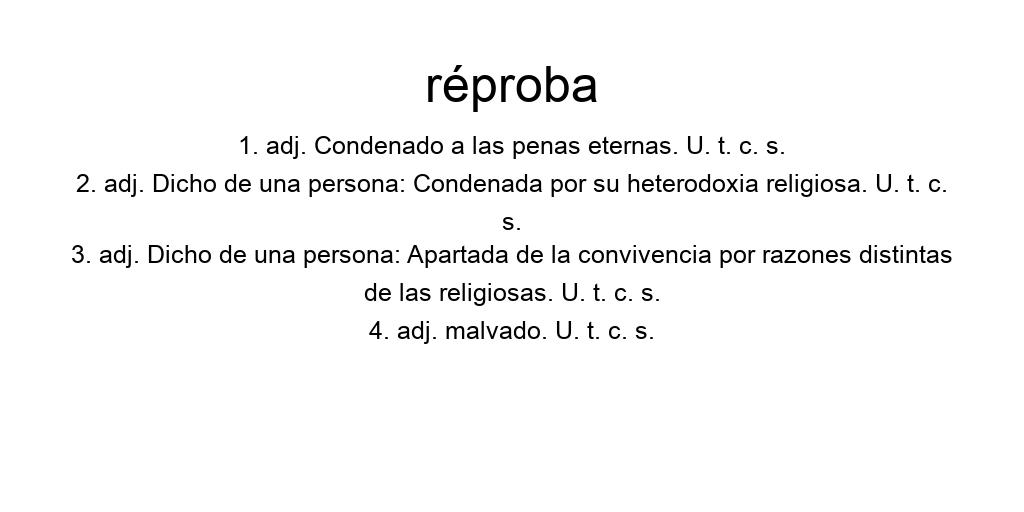 réproba
1. adj. Condenado a las penas eternas. U. t. c. s.
2. adj. Dicho de una persona: Condenada por su heterodoxia religiosa. U. t. c.
s.
3. adj. Dicho de una persona: Apartada de la convivencia por razones distintas
de las religiosas. U. t. c. s.
4. adj. malvado. U. t. c. s.